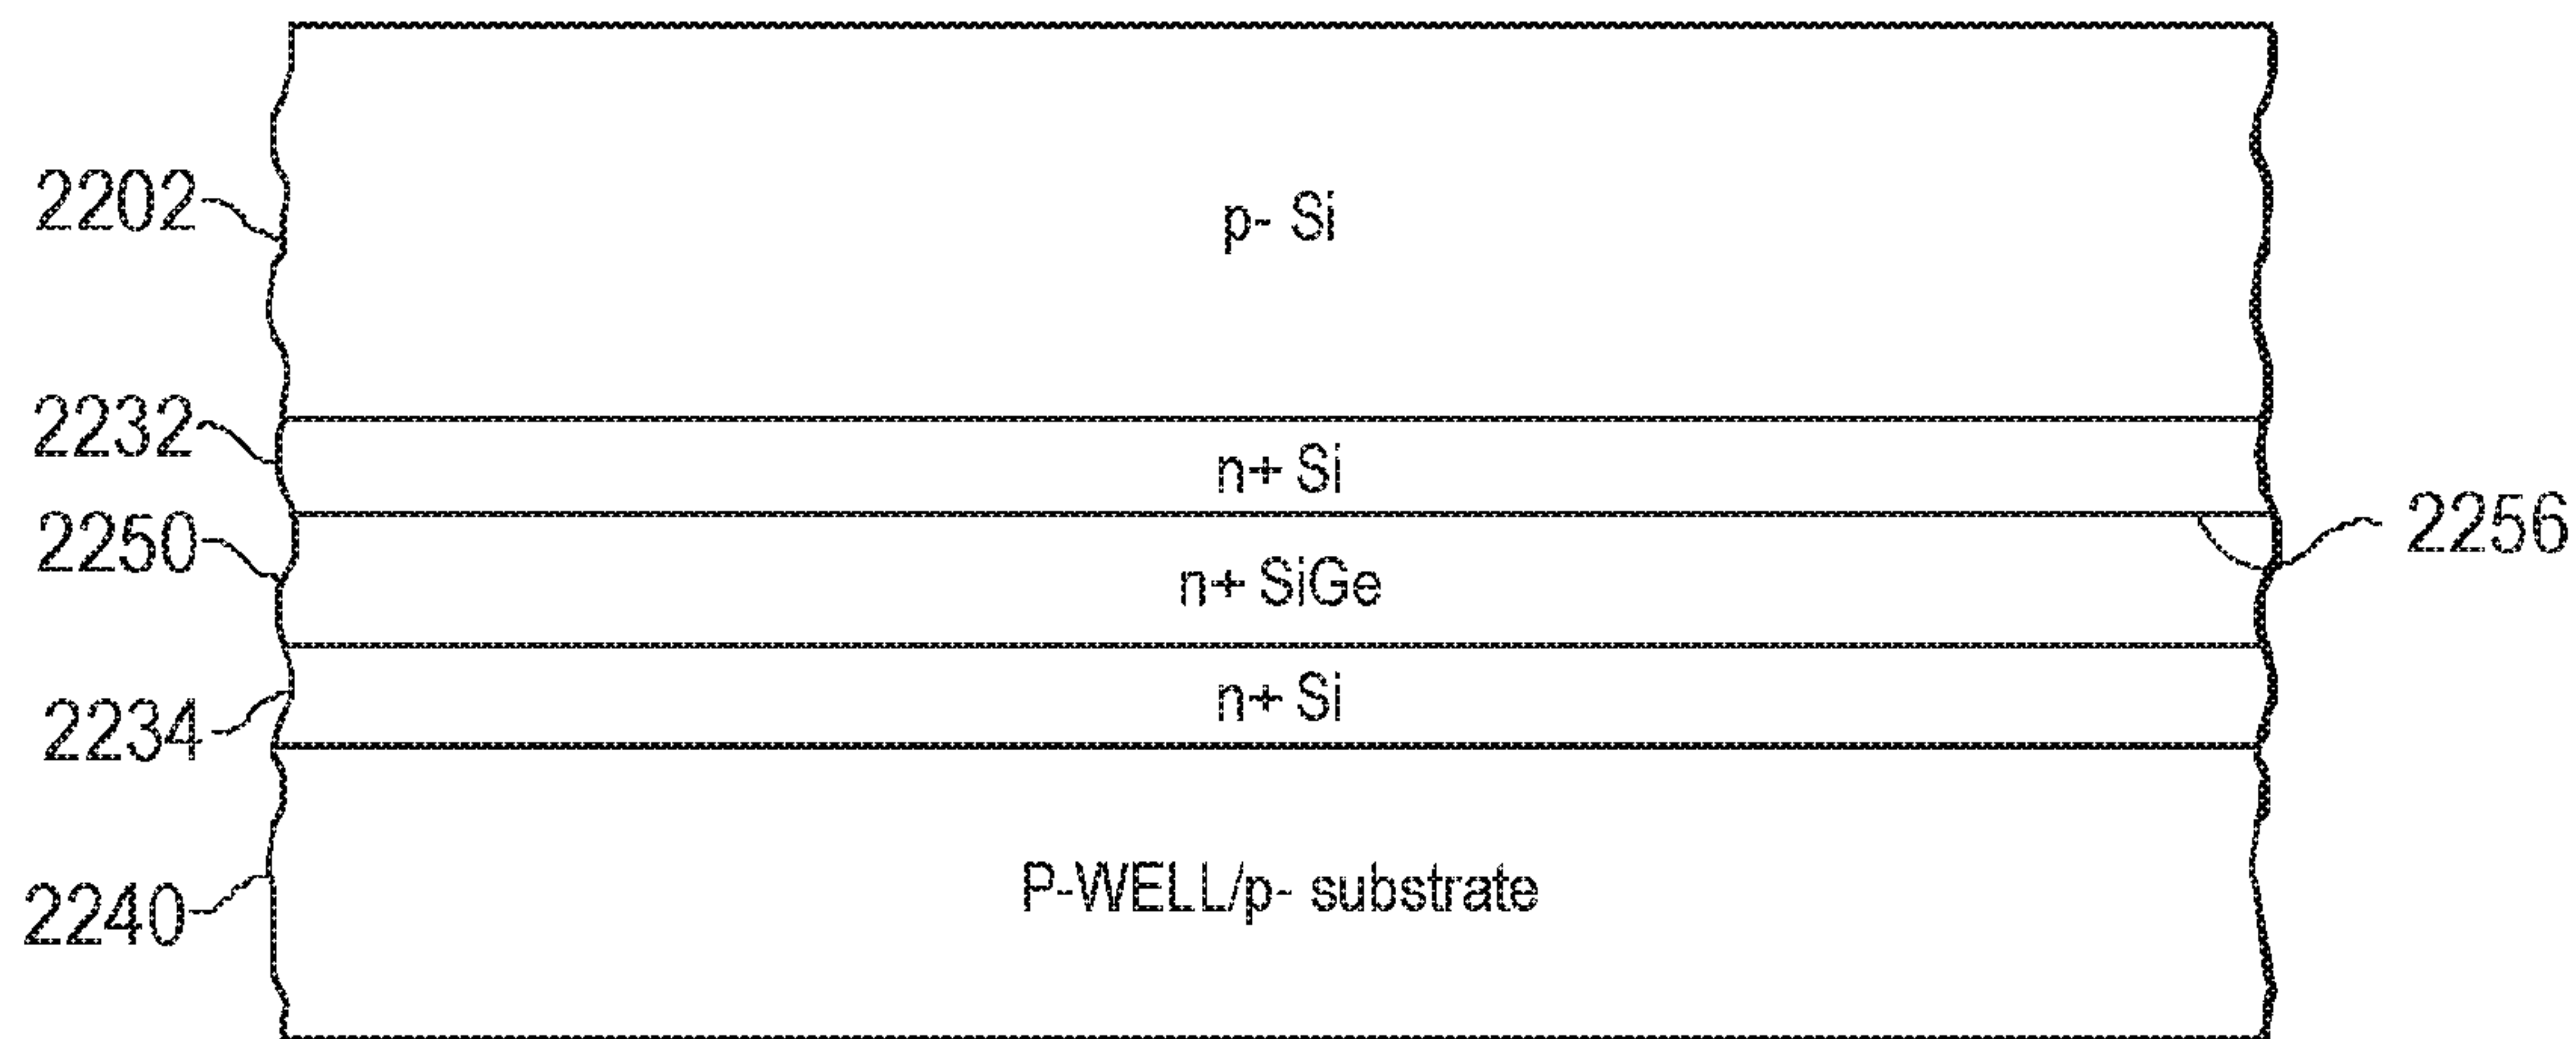 2202
p- Si
2232
n+ Si
2250
2256
n+ SiGe
2234
n+ Si
2240
P-WELL/p- substrate